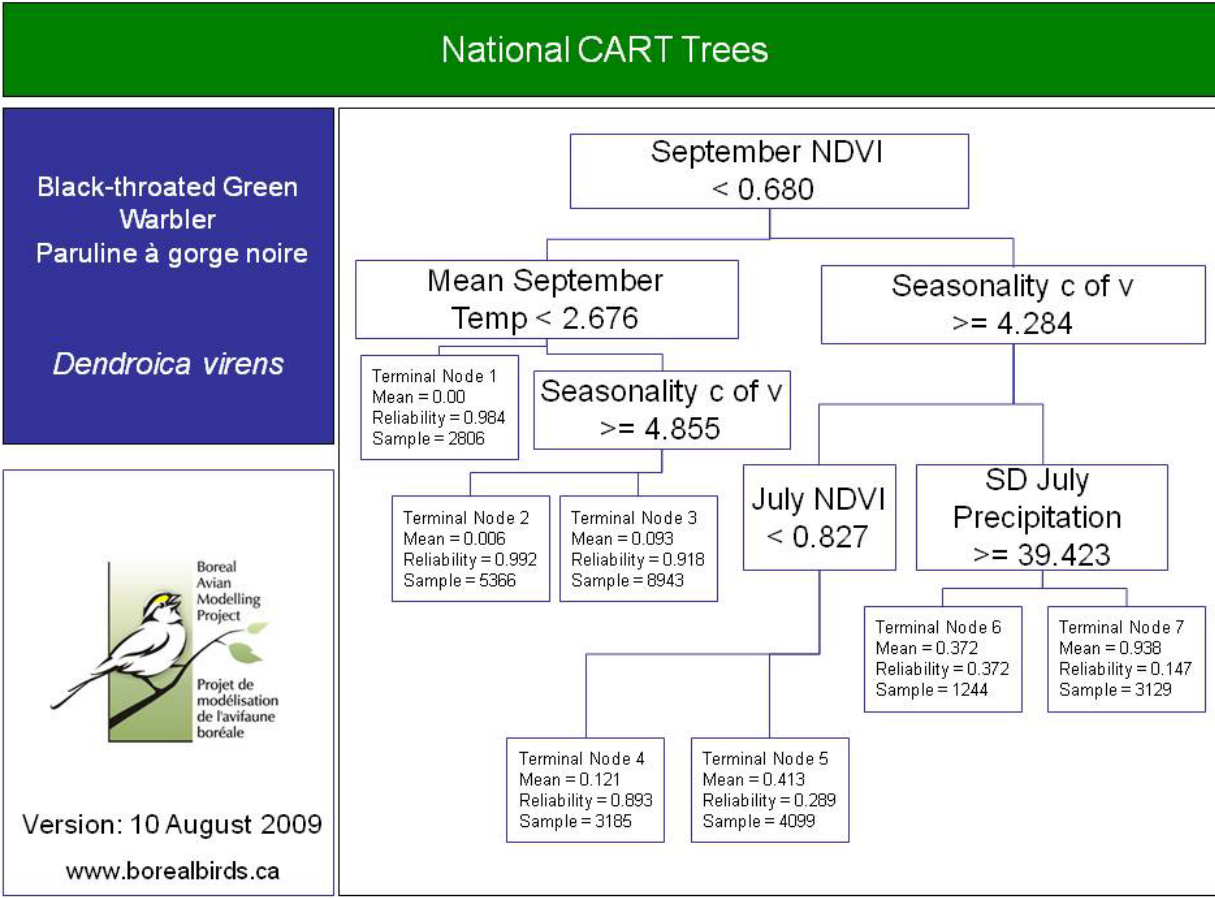 National CART Trees
Black-throated Green
Warbler
Paruline à gorge noire
Dendroica virens
Boreal
Avian
Modelling
Project
Projet de
modélisation
de l'avifaune
boréale
Version: 10 August 2009
www.borealbirds.ca
September NDVI
< 0.680
Mean September
Temp < 2.676
Seasonality c of v
>= 4.284
Terminal Node 1
Mean = 0.00
Reliability = 0.984
Sample = 2806
Seasonality c of v
>= 4.855
July NDVI
< 0.827
SD July
Precipitation
>= 39.423
Terminal Node 2
Mean = 0.006
Reliability = 0.992
Sample = 5366
Terminal Node 3
Mean = 0.093
Reliability = 0.918
Sample = 8943
Terminal Node 6
Mean = 0.372
Reliability = 0.372
Sample = 1244
Terminal Node 7
Mean = 0.938
Reliability = 0.147
Sample = 3129
Terminal Node 4
Mean = 0.121
Reliability = 0.893
Sample = 3185
Terminal Node 5
Mean = 0.413
Reliability = 0.289
Sample = 4099